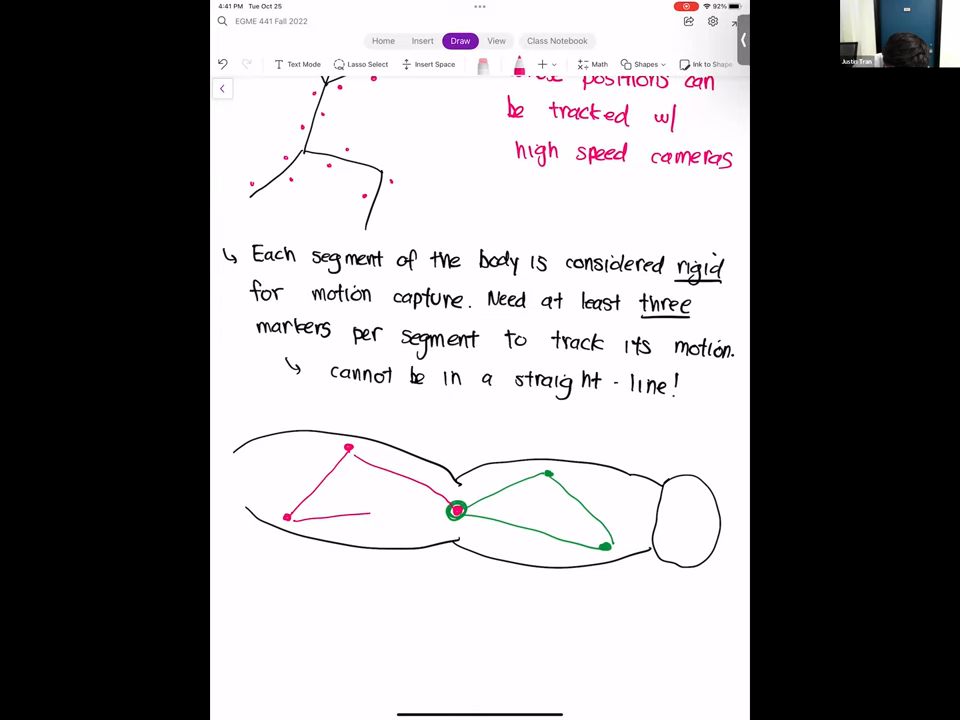 4:41 PM Tue Oct 25
92%
EGME 441 Fall 2022
Home Insert Draw View Class Notebook
Text Mode Lasso Select Insert Space Math Shapes Ink to Shape
positions can
be tracked w/
high speed cameras
↳ Each segment of the body is considered rigid
for motion capture. Need at least three
markers per segment to track its motion.
↳ cannot be in a straight-line!
Justin Tran